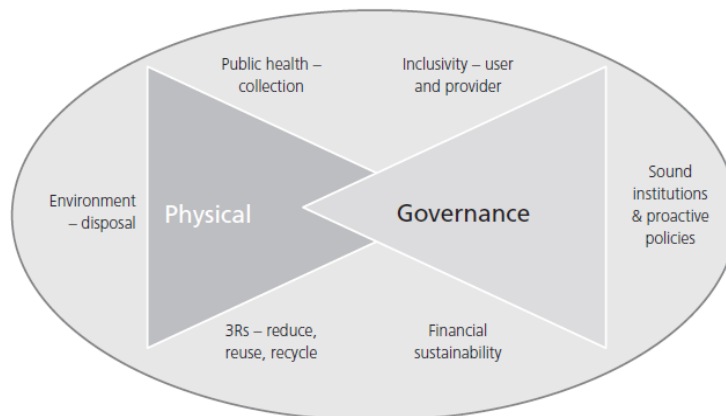 Public health –
collection
Inclusivity – user
and provider
Environment
– disposal
Physical
Governance
Sound
institutions
& proactive
policies
3Rs – reduce,
reuse, recycle
Financial
sustainability